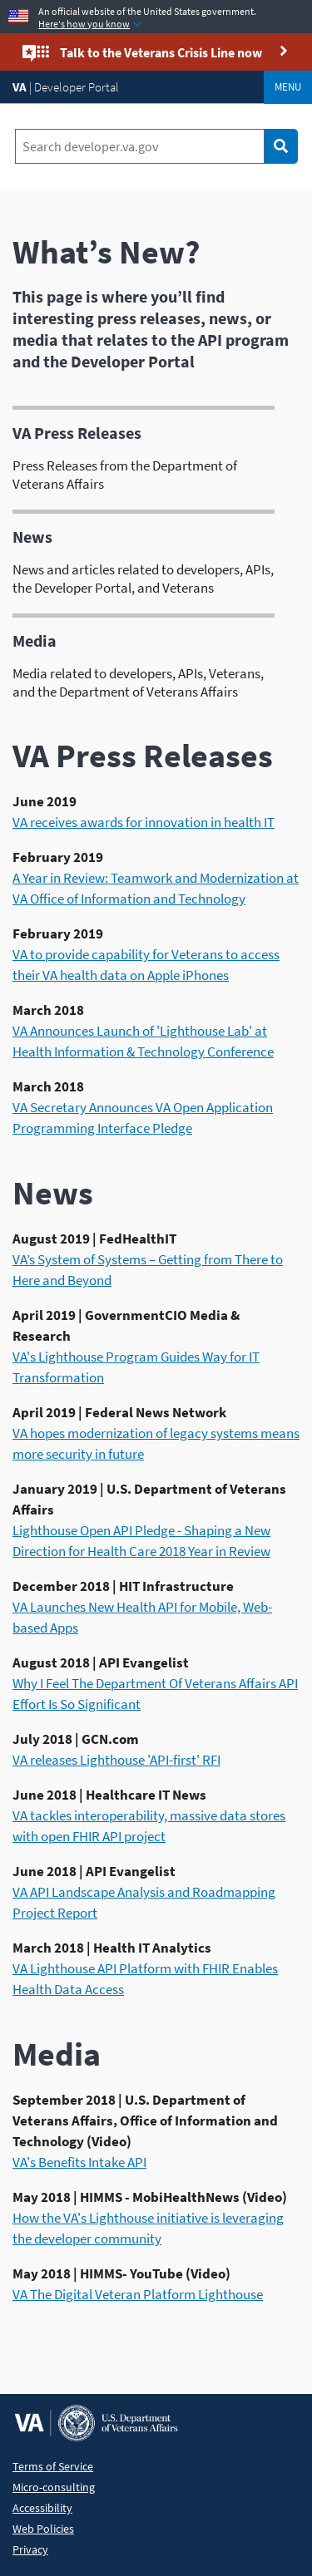 An official website of the United States government.
Here's how you know
Talk to the Veterans Crisis Line now
VA | Developer Portal
MENU
Search developer.va.gov
What's New?
This page is where you'll find
interesting press releases, news, or
media that relates to the API program
and the Developer Portal
VA Press Releases
Press Releases from the Department of
Veterans Affairs
News
News and articles related to developers, APIs,
the Developer Portal, and Veterans
Media
Media related to developers, APIs, Veterans,
and the Department of Veterans Affairs
VA Press Releases
June 2019
VA receives awards for innovation in health IT
February 2019
A Year in Review: Teamwork and Modernization at
VA Office of Information and Technology
February 2019
VA to provide capability for Veterans to access
their VA health data on Apple iPhones
March 2018
VA Announces Launch of 'Lighthouse Lab' at
Health Information & Technology Conference
March 2018
VA Secretary Announces VA Open Application
Programming Interface Pledge
News
August 2019 | FedHealthIT
VA's System of Systems – Getting from There to
Here and Beyond
April 2019 | GovernmentCIO Media &
Research
VA's Lighthouse Program Guides Way for IT
Transformation
April 2019 | Federal News Network
VA hopes modernization of legacy systems means
more security in future
January 2019 | U.S. Department of Veterans
Affairs
Lighthouse Open API Pledge - Shaping a New
Direction for Health Care 2018 Year in Review
December 2018 | HIT Infrastructure
VA Launches New Health API for Mobile, Web-
based Apps
August 2018 | API Evangelist
Why I Feel The Department Of Veterans Affairs API
Effort Is So Significant
July 2018 | GCN.com
VA releases Lighthouse 'API-first' RFI
June 2018 | Healthcare IT News
VA tackles interoperability, massive data stores
with open FHIR API project
June 2018 | API Evangelist
VA API Landscape Analysis and Roadmapping
Project Report
March 2018 | Health IT Analytics
VA Lighthouse API Platform with FHIR Enables
Health Data Access
Media
September 2018 | U.S. Department of
Veterans Affairs, Office of Information and
Technology (Video)
VA's Benefits Intake API
May 2018 | HIMMS - MobiHealthNews (Video)
How the VA's Lighthouse initiative is leveraging
the developer community
May 2018 | HIMMS- YouTube (Video)
VA The Digital Veteran Platform Lighthouse
VA
U.S. Department
of Veterans Affairs
Terms of Service
Micro-consulting
Accessibility
Web Policies
Privacy